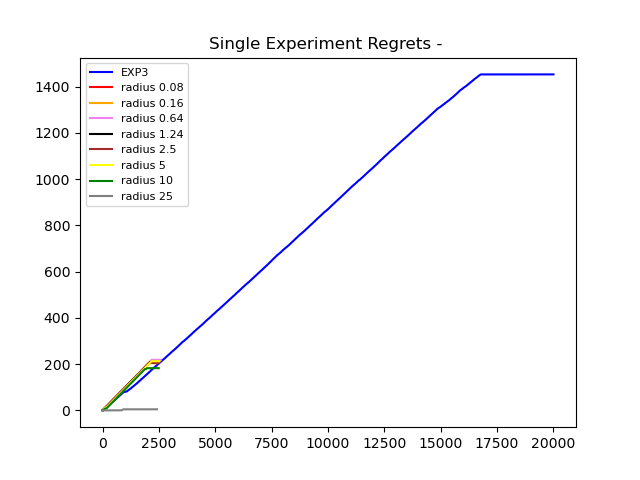 Single Experiment Regrets -
1400
1200
1000
800
600
400
200
0
EXP3
radius 0.08
radius 0.16
radius 0.64
radius 1.24
radius 2.5
radius 5
radius 10
radius 25
0 2500 5000 7500 10000 12500 15000 17500 20000